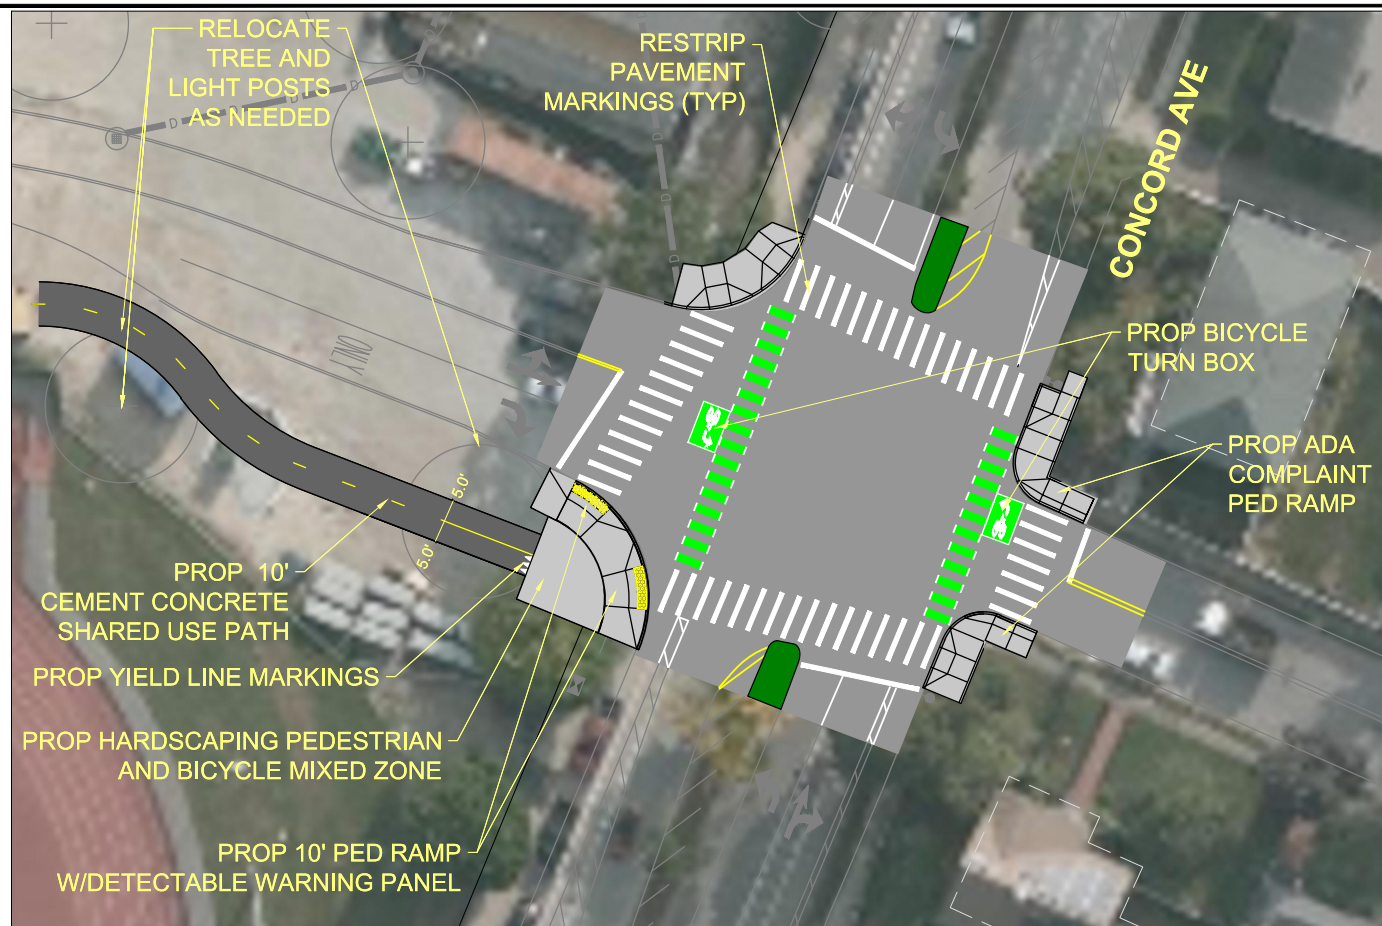 RELOCATE
TREE AND
LIGHT POSTS
AS NEEDED
RESTRIP
PAVEMENT
MARKINGS (TYP)
CONCORD AVE
D
D
D
D
D
D
ONLY
PROP BICYCLE
TURN BOX
PROP ADA
COMPLAINT
PED RAMP
5.0'
5.0'
PROP 10'
CEMENT CONCRETE
SHARED USE PATH
PROP YIELD LINE MARKINGS
PROP HARDSCAPING PEDESTRIAN
AND BICYCLE MIXED ZONE
PROP 10' PED RAMP
W/DETECTABLE WARNING PANEL